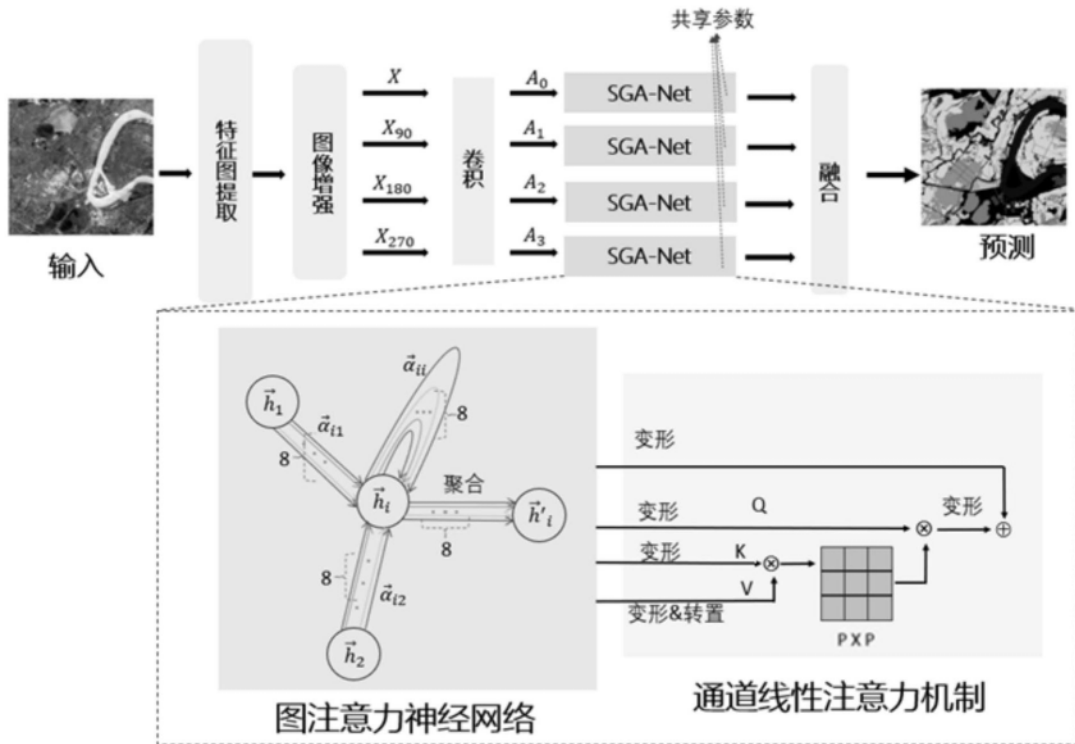 共享参数
输入
特征图提取
图像增强
X
X₉₀
X₁₈₀
X₂₇₀
卷积
A₀
A₁
A₂
A₃
SGA-Net
SGA-Net
SGA-Net
SGA-Net
融合
预测
h⃗₁
α⃗ᵢ₁
8
α⃗ᵢᵢ
8
h⃗ᵢ
聚合
8
h⃗'ᵢ
8
α⃗ᵢ₂
h⃗₂
图注意力神经网络
变形
变形 Q
变形
变形 K
V
变形&转置
P X P
通道线性注意力机制